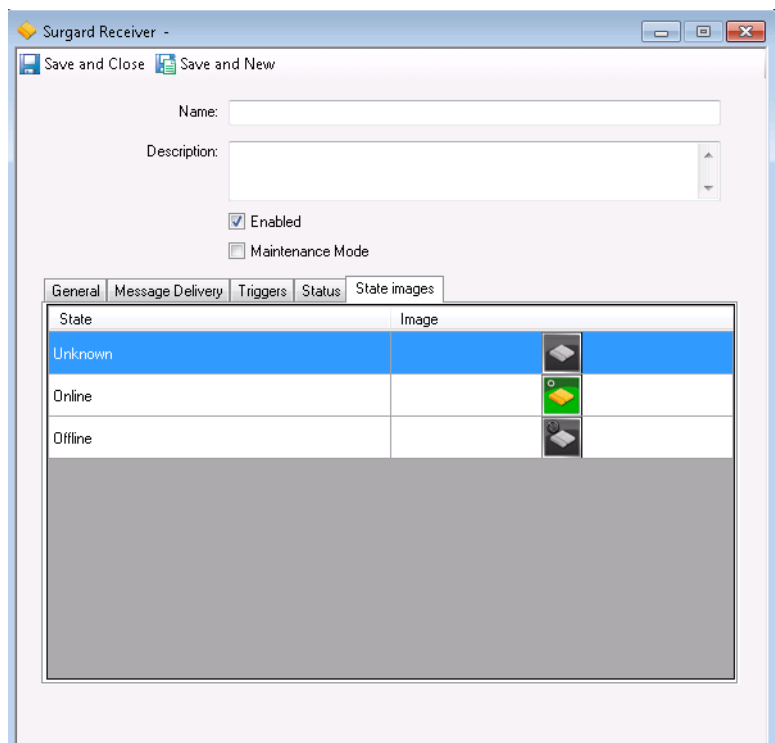 Surgard Receiver -
Save and Close Save and New
Name:
Description:
Enabled
Maintenance Mode
General Message Delivery Triggers Status State images
State Image
Unknown
Online
Offline